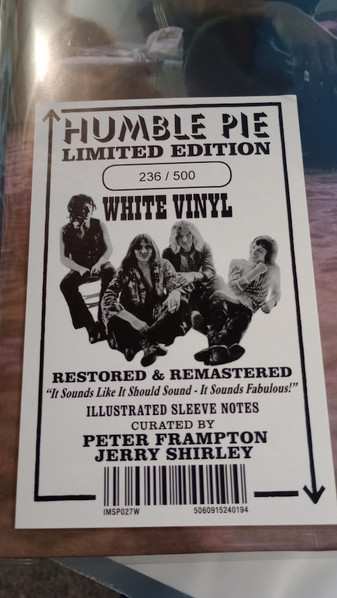 HUMBLE PIE
LIMITED EDITION
236 / 500
WHITE VINYL
RESTORED & REMASTERED
"It Sounds Like It Should Sound - It Sounds Fabulous!"
ILLUSTRATED SLEEVE NOTES
CURATED BY
PETER FRAMPTON
JERRY SHIRLEY
IMSP027W 5060915240194